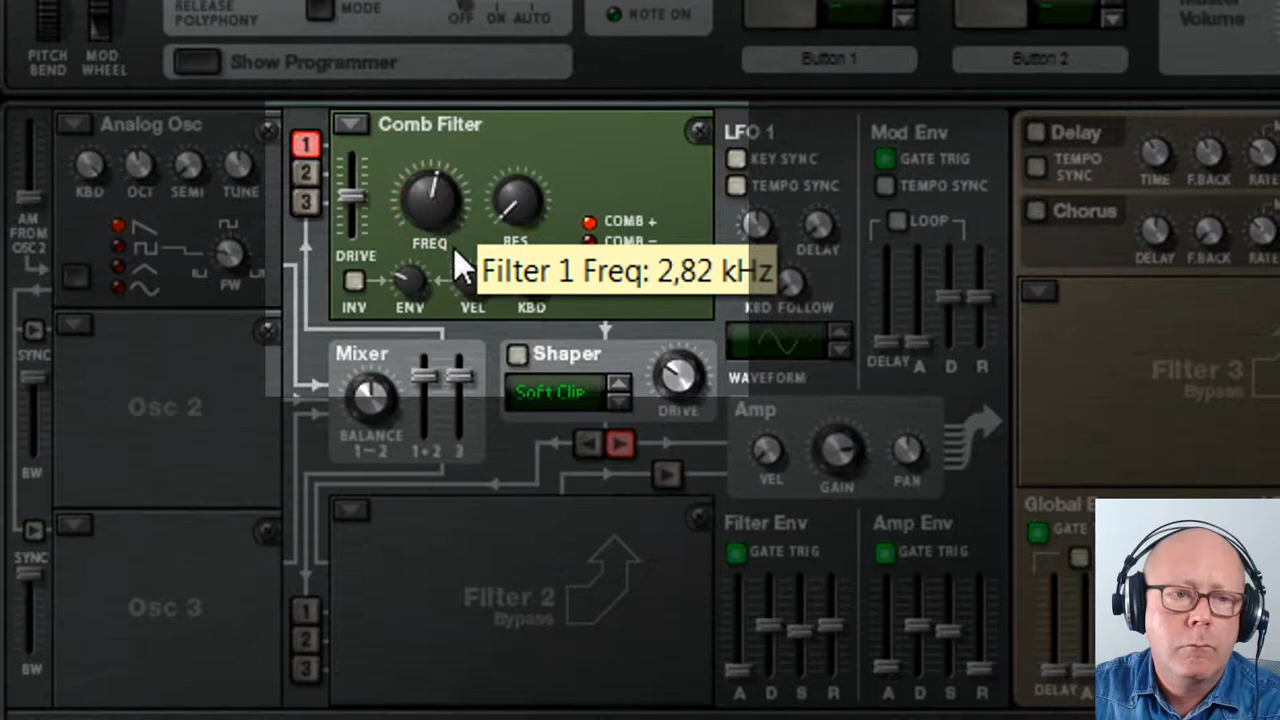 RELEASE
POLYPHONY
MODE
OFF ON AUTO
NOTE ON
Volume
PITCH
BEND
MOD
WHEEL
Show Programmer
Button 1
Button 2
Analog Osc
KBD OCT SEMI TUNE
AM
FROM
OSC 2
PW
SYNC
BW
Osc 2
SYNC
BW
Osc 3
1
2
3
Comb Filter
DRIVE
FREQ
RES
COMB +
COMB –
Filter 1 Freq: 2,82 kHz
INV ENV VEL KBD
Mixer
BALANCE
1–2 1+2 3
Shaper
Soft Clip
DRIVE
LFO 1
KEY SYNC
TEMPO SYNC
DELAY
KBD FOLLOW
WAVEFORM
Mod Env
GATE TRIG
TEMPO SYNC
LOOP
DELAY A D R
Amp
VEL GAIN PAN
1
2
3
Filter 2
Bypass
Filter Env
GATE TRIG
A D S R
Amp Env
GATE TRIG
A D S R
Delay
TEMPO
SYNC
TIME F.BACK RATE
Chorus
DELAY F.BACK RATE
Filter 3
Bypass
Global
GATE
DELAY